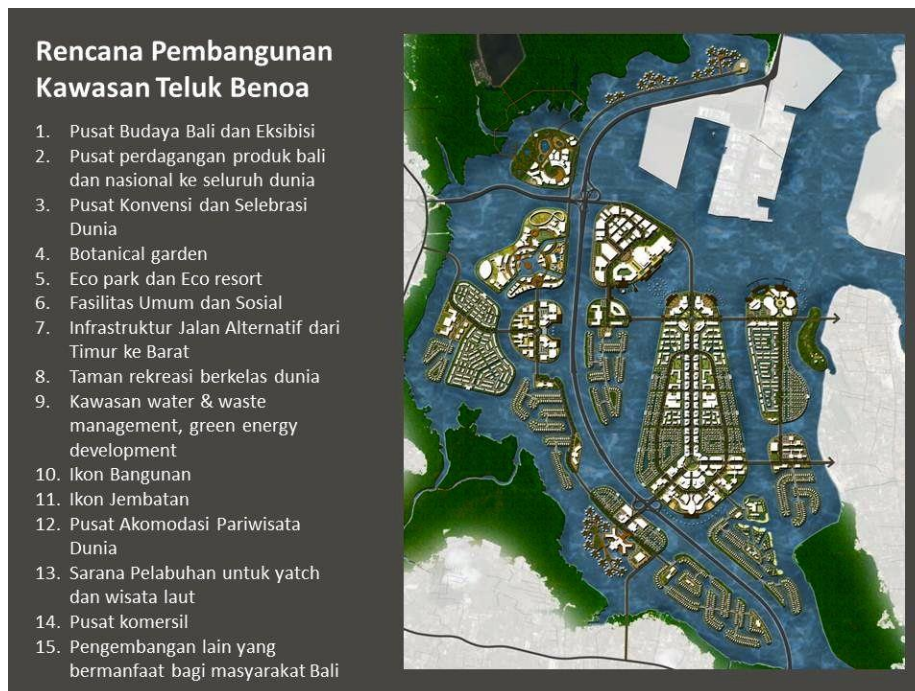 Rencana Pembangunan
Kawasan Teluk Benoa
1. Pusat Budaya Bali dan Eksibisi
2. Pusat perdagangan produk bali
dan nasional ke seluruh dunia
3. Pusat Konvensi dan Selebrasi
Dunia
4. Botanical garden
5. Eco park dan Eco resort
6. Fasilitas Umum dan Sosial
7. Infrastruktur Jalan Alternatif dari
Timur ke Barat
8. Taman rekreasi berkelas dunia
9. Kawasan water & waste
management, green energy
development
10. Ikon Bangunan
11. Ikon Jembatan
12. Pusat Akomodasi Pariwisata
Dunia
13. Sarana Pelabuhan untuk yatch
dan wisata laut
14. Pusat komersil
15. Pengembangan lain yang
bermanfaat bagi masyarakat Bali